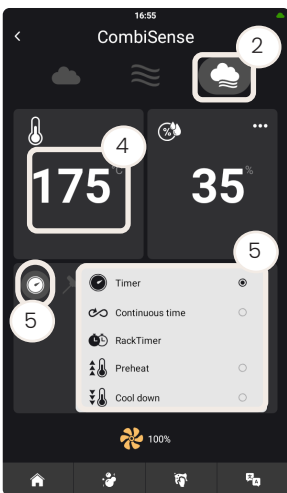 16:55
CombiSense
2
4
175 °C
35 %
5
5
Timer
Continuous time
RackTimer
Preheat
Cool down
100%